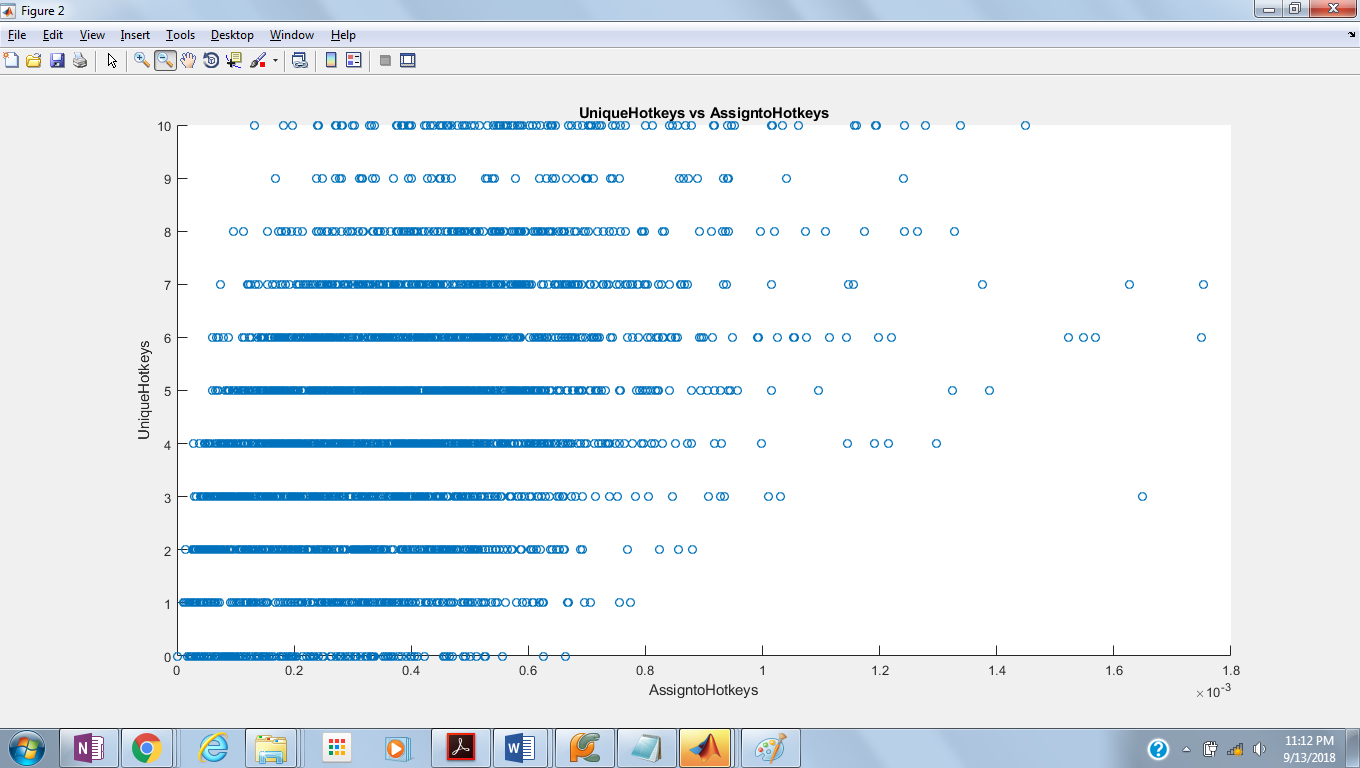 Figure 2
File Edit View Insert Tools Desktop Window Help
UniqueHotkeys vs AssigntoHotkeys
10
9
8
7
6
5
4
3
2
1
0
UniqueHotkeys
0 0.2 0.4 0.6 0.8 1 1.2 1.4 1.6 1.8
AssigntoHotkeys
×10-3
11:12 PM
9/13/2018